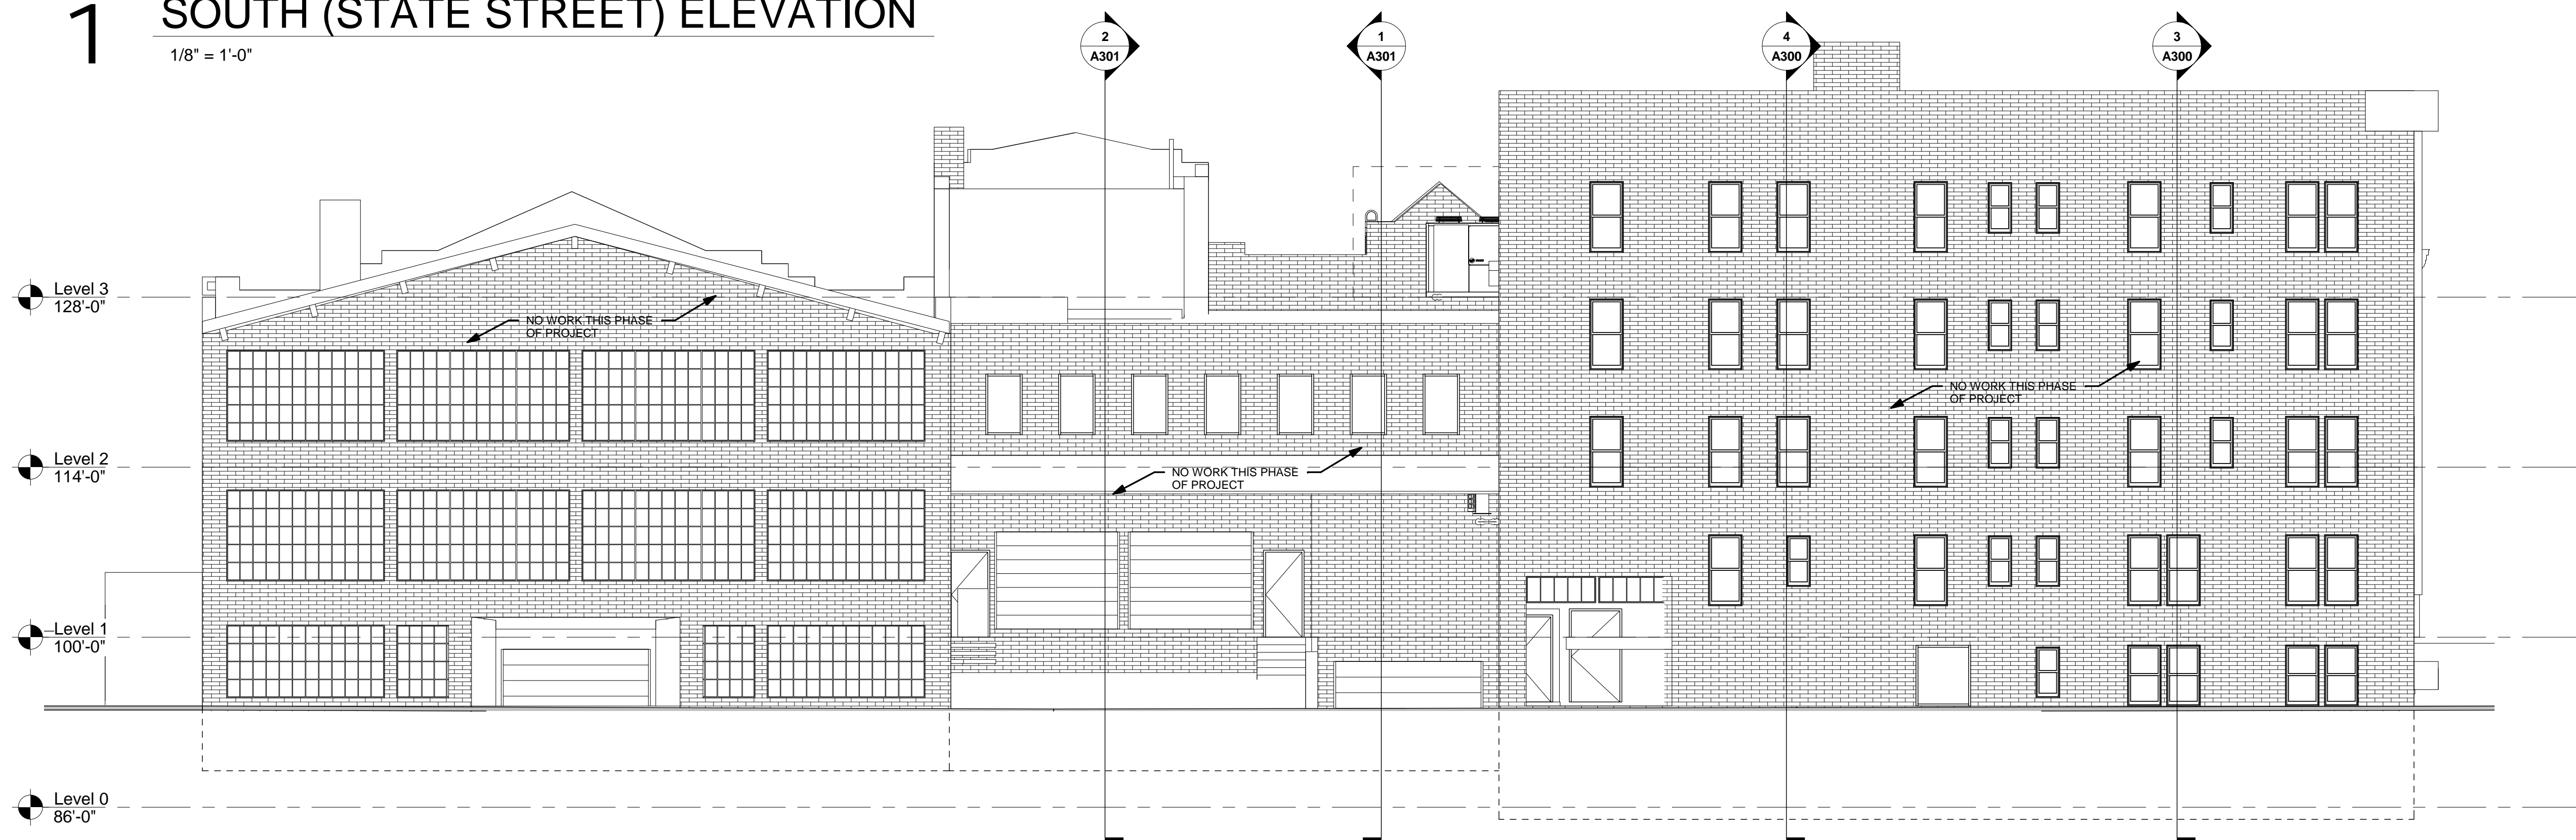 1
SOUTH (STATE STREET) ELEVATION
1/8" = 1'-0"
2
A301
1
A301
4
A300
3
A300
Level 3
128'-0"
NO WORK THIS PHASE
OF PROJECT
NO WORK THIS PHASE
OF PROJECT
Level 2
114'-0"
NO WORK THIS PHASE
OF PROJECT
Level 1
100'-0"
Level 0
86'-0"